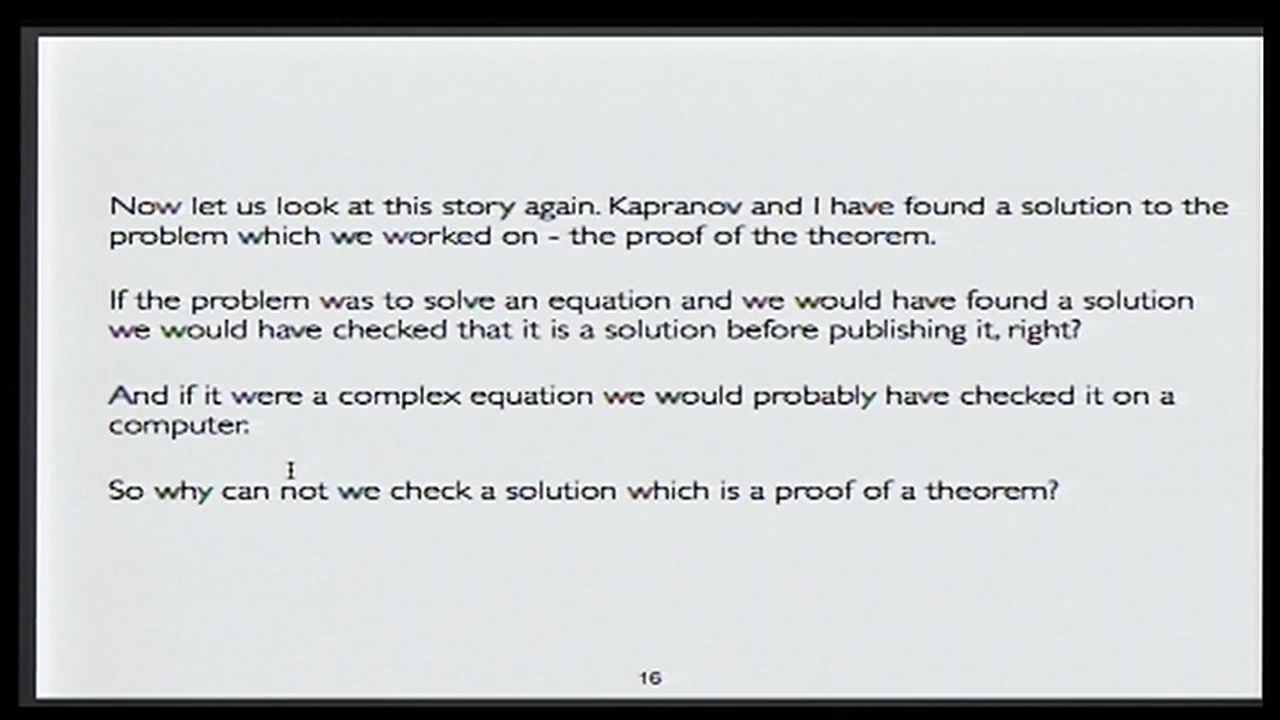 Now let us look at this story again. Kapranov and I have found a solution to the
problem which we worked on - the proof of the theorem.
If the problem was to solve an equation and we would have found a solution
we would have checked that it is a solution before publishing it, right?
And if it were a complex equation we would probably have checked it on a
computer.
So why can not we check a solution which is a proof of a theorem?
16